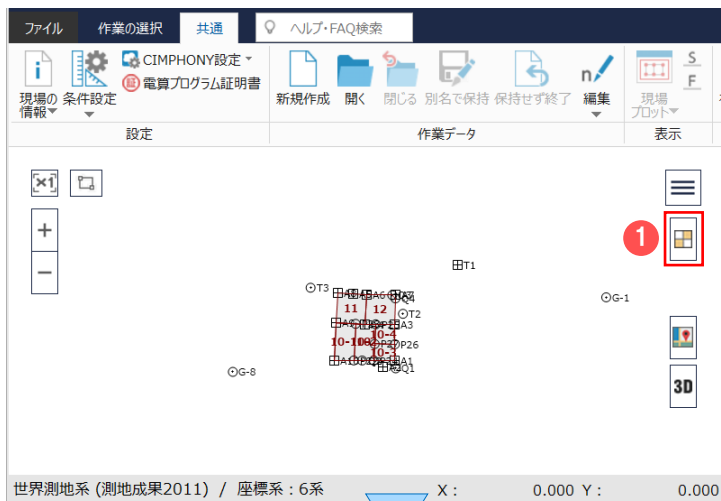 ファイル 作業の選択 共通 ヘルプ・FAQ検索
現場の情報 条件設定 CIMPHONY設定 電算プログラム証明書 新規作成 開く 閉じる 別名で保持 保持せず終了 編集 現場プロット S F
設定 作業データ 表示
×1
1
T1
T3
G-1
11 12
T2
A3
10-4
P26
10-3
A1
Q1
G-8
3D
世界測地系 (測地成果2011) / 座標系：6系 X： 0.000 Y： 0.000